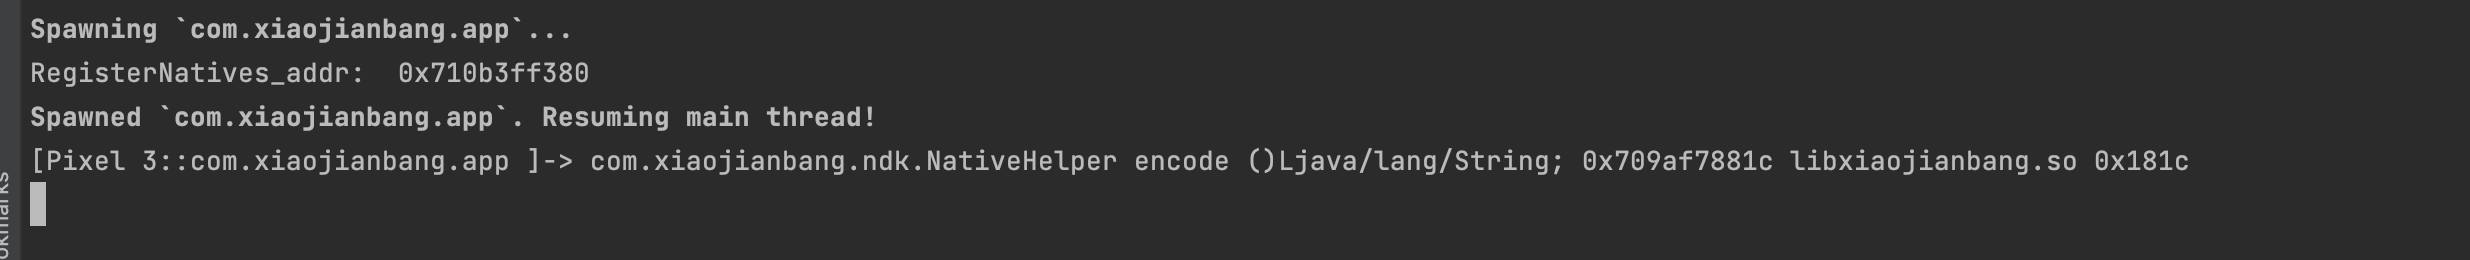 Spawning `com.xiaojianbang.app`...
RegisterNatives_addr:  0x710b3ff380
Spawned `com.xiaojianbang.app`. Resuming main thread!
[Pixel 3::com.xiaojianbang.app ]-> com.xiaojianbang.ndk.NativeHelper encode ()Ljava/lang/String; 0x709af7881c libxiaojianbang.so 0x181c
okmarks